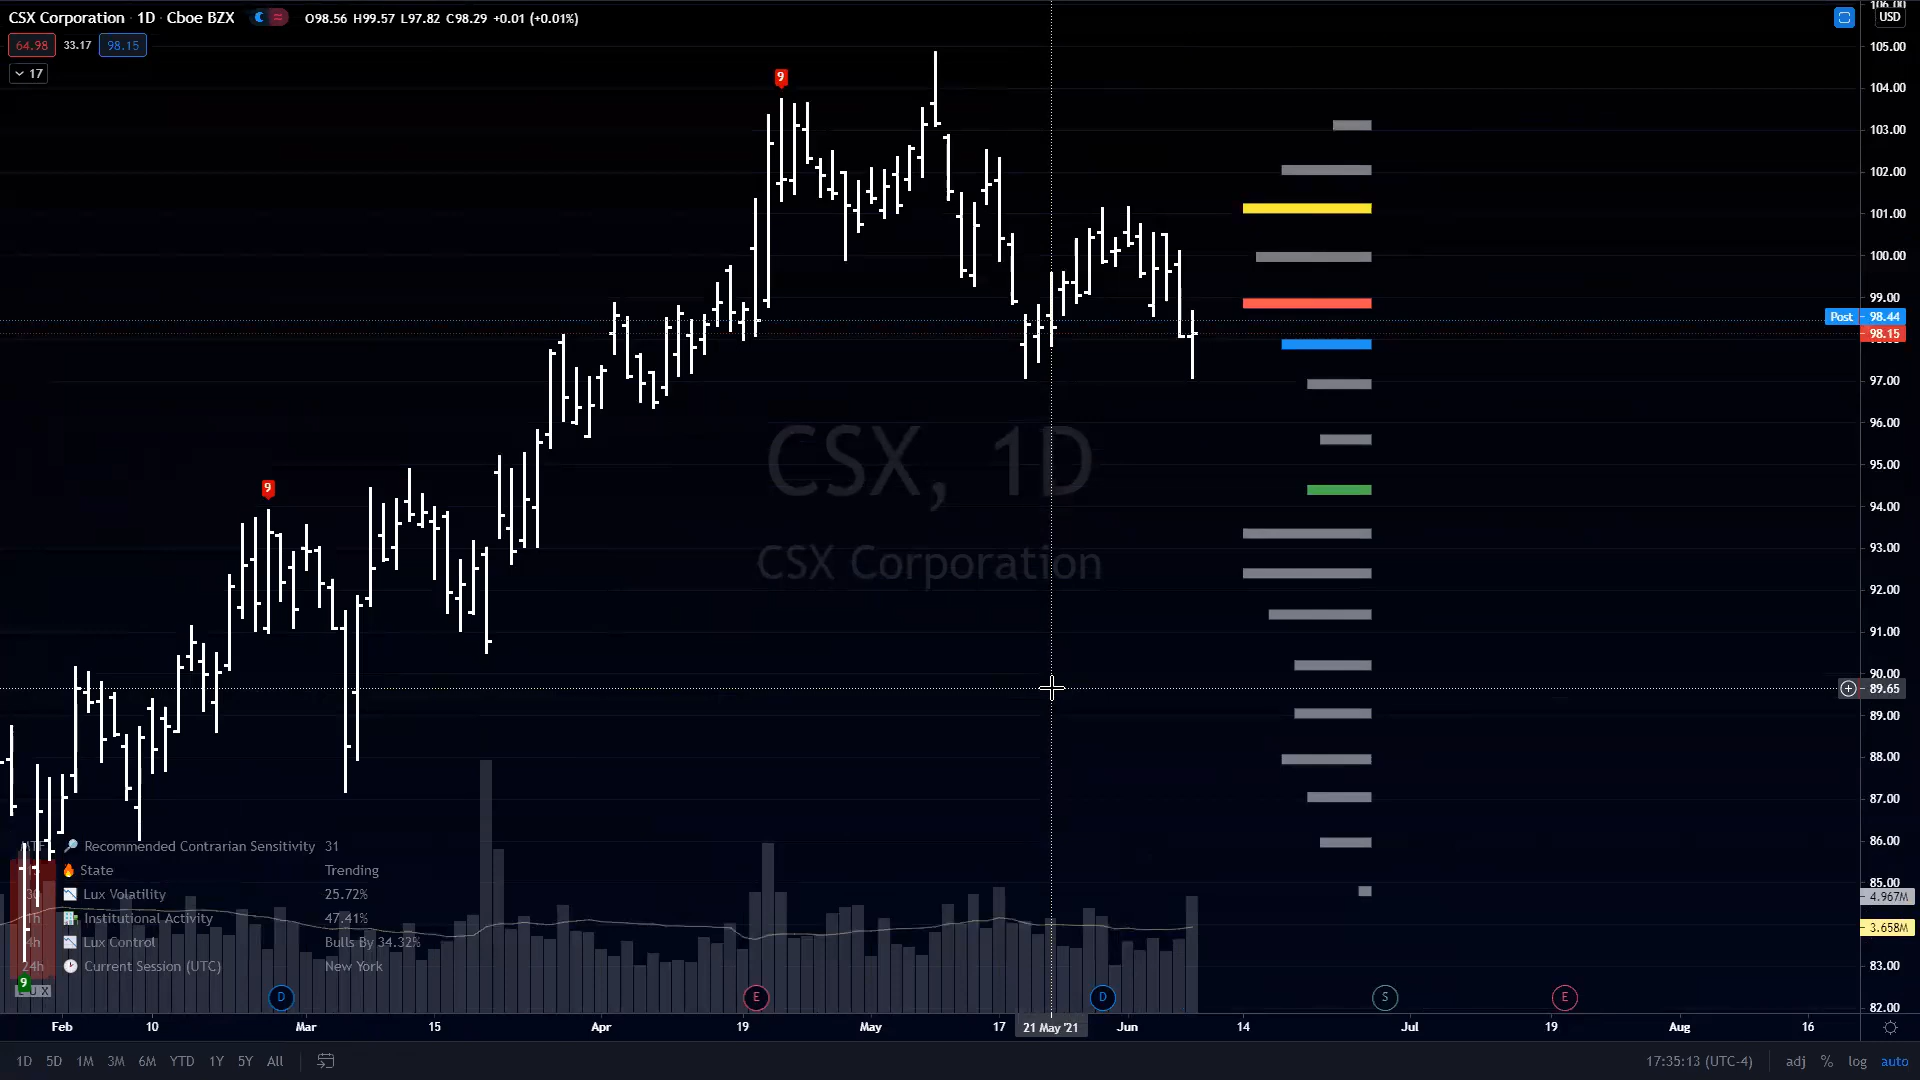 CSX Corporation · 1D · Cboe BZX O98.56 H99.57 L97.82 C98.29 +0.01 (+0.01%)
64.98 33.17 98.15
17
106.00
USD
105.00
104.00
103.00
102.00
101.00
100.00
99.00
Post 98.44
98.15
97.00
96.00
95.00
94.00
93.00
92.00
91.00
90.00
89.65
89.00
88.00
87.00
86.00
85.00
4.967M
3.658M
83.00
82.00
9
9
CSX, 1D
CSX Corporation
🔎 Recommended Contrarian Sensitivity 31
🔥 State Trending
Lux Volatility 25.72%
1h Institutional Activity 47.41%
4h Lux Control Bulls By 34.32%
24h Current Session (UTC) New York
9
LUX
D E D S E
Feb 10 Mar 15 Apr 19 May 17 21 May '21 Jun 14 Jul 19 Aug 16
1D 5D 1M 3M 6M YTD 1Y 5Y All
17:35:13 (UTC-4) adj % log auto